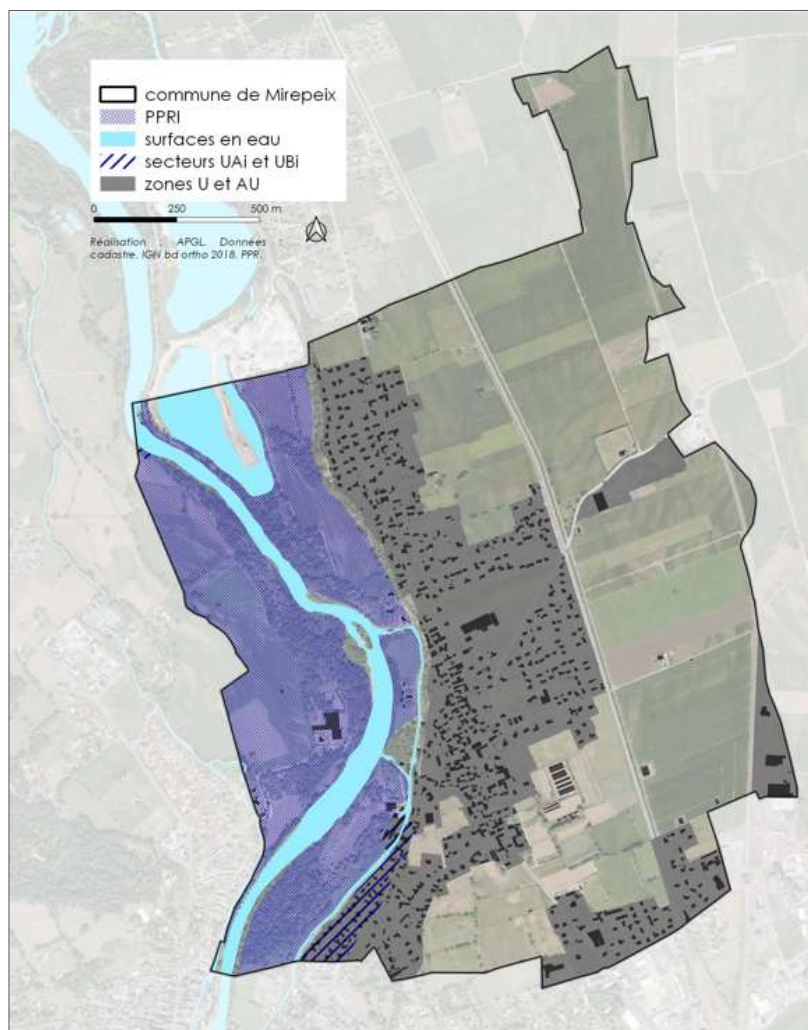 commune de Mirepeix
PPRI
surfaces en eau
secteurs UAi et UBi
zones U et AU
0 250 500 m
Réalisation : APGL. Données :
cadastre. IGN bd ortho 2018. PPR.